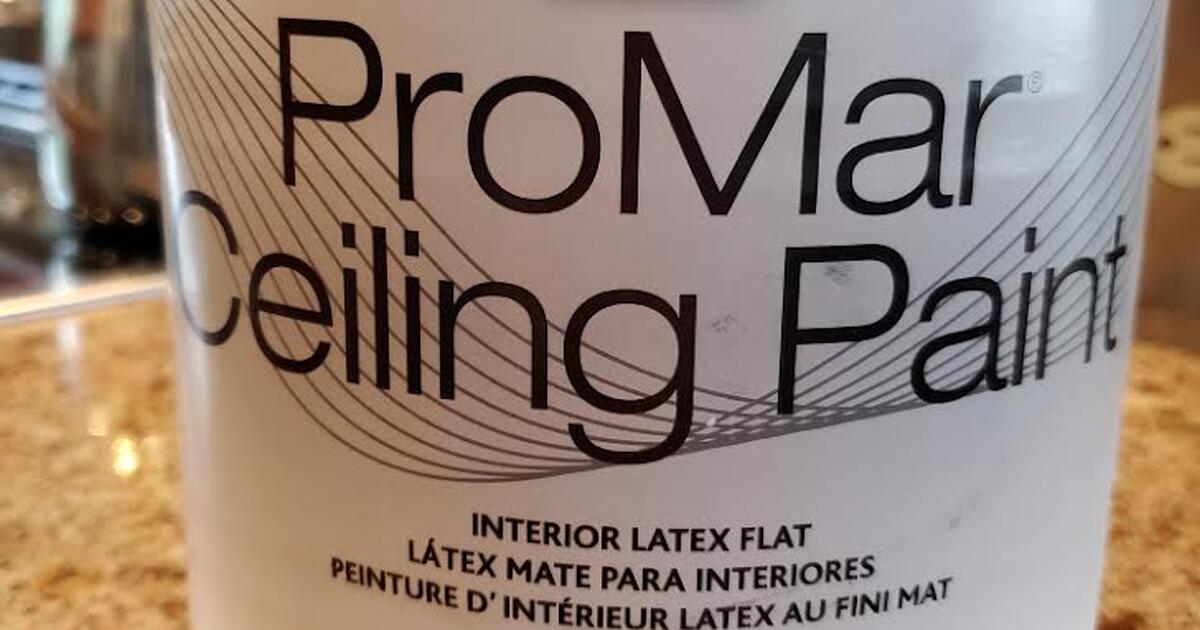 ProMar®
Ceiling Paint
INTERIOR LATEX FLAT
LÁTEX MATE PARA INTERIORES
PEINTURE D' INTÉRIEUR LATEX AU FINI MAT